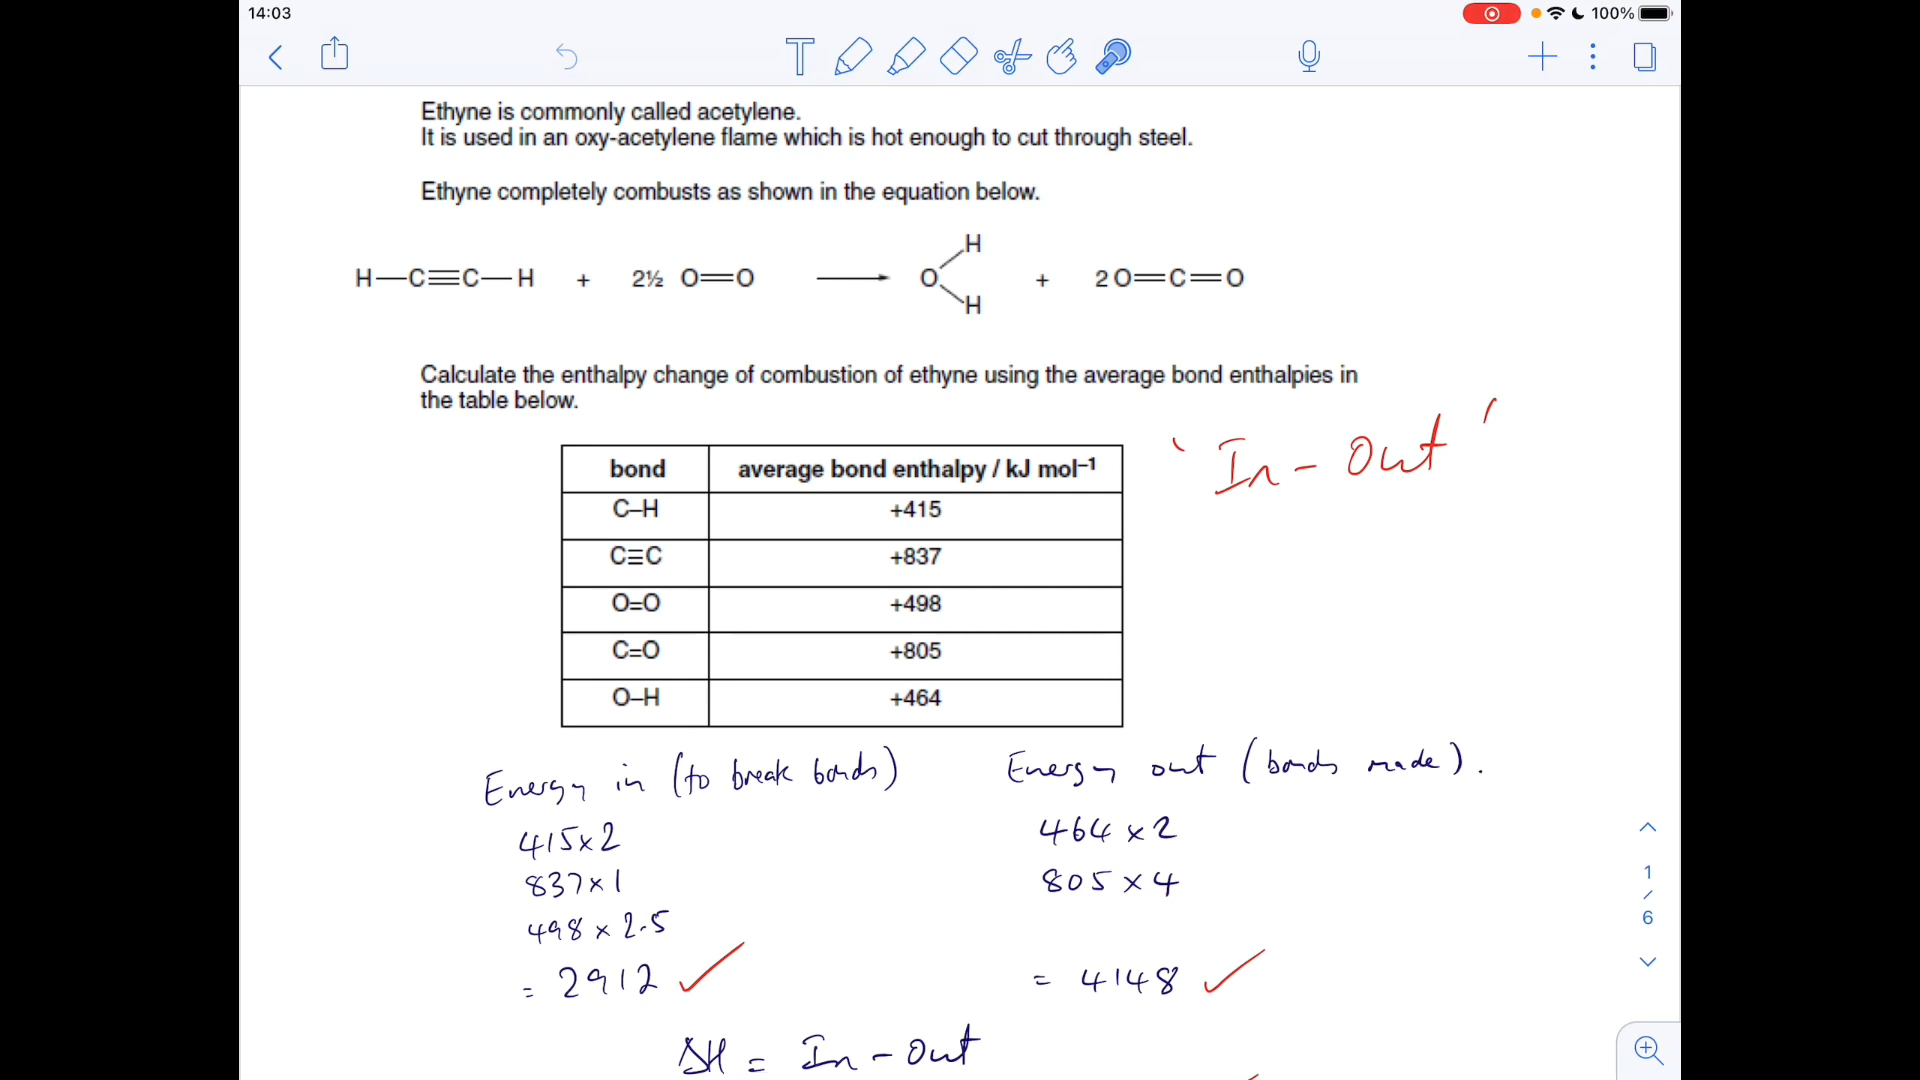 14:03
100%
T
Ethyne is commonly called acetylene.
It is used in an oxy-acetylene flame which is hot enough to cut through steel.
Ethyne completely combusts as shown in the equation below.
H—C≡C—H + 2½ O=O ⟶ O
H
H
+ 2 O=C=O
Calculate the enthalpy change of combustion of ethyne using the average bond enthalpies in
the table below.
' In - Out '
bond average bond enthalpy / kJ mol⁻¹
C–H +415
C≡C +837
O=O +498
C=O +805
O–H +464
Energy in (to break bonds)
415 x 2
837 x 1
498 x 2.5
= 2912 ✓
Energy out (bonds made).
464 x 2
805 x 4
= 4148 ✓
ΔH = In - Out
1
/
6